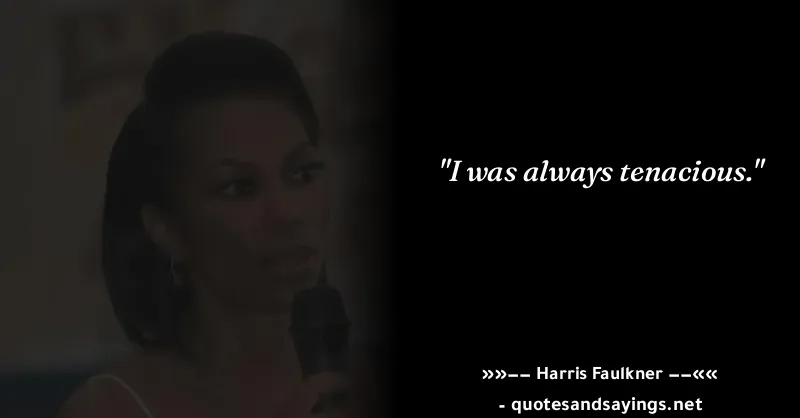 "I was always tenacious."
»»–– Harris Faulkner ––««
- quotesandsayings.net